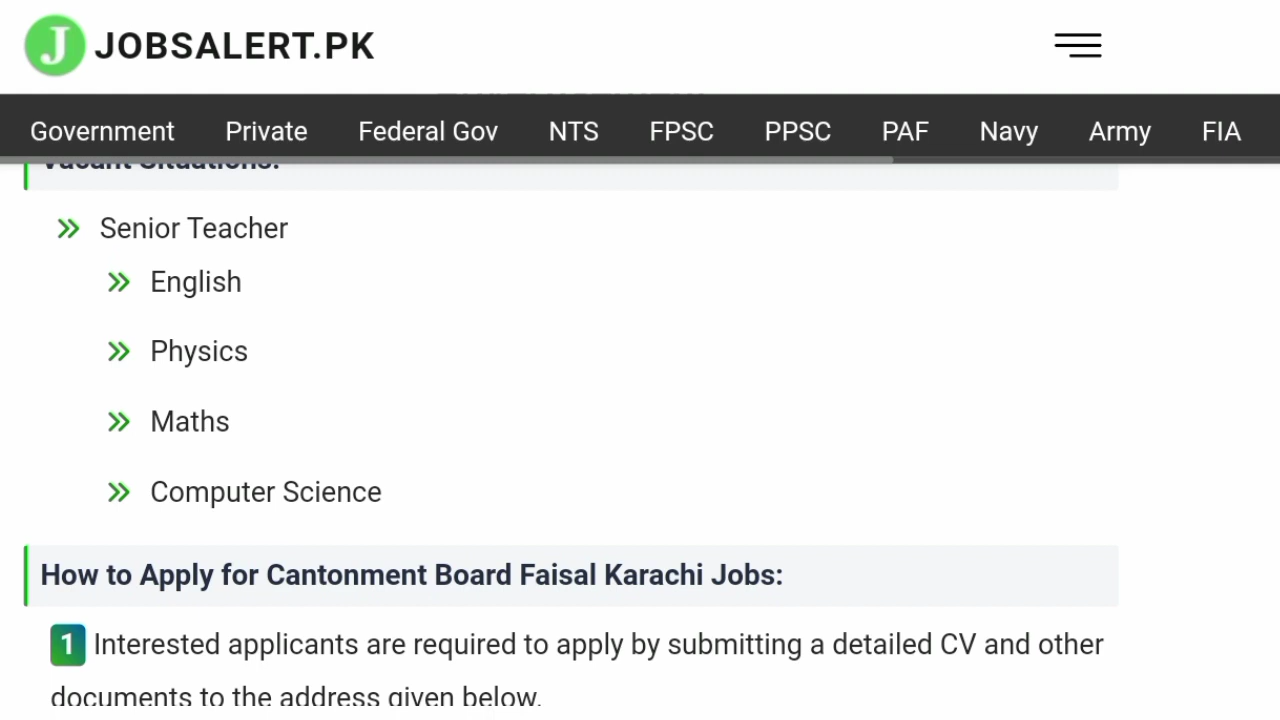 J JOBSALERT.PK
Government Private Federal Gov NTS FPSC PPSC PAF Navy Army FIA
Vacant Situations:
Senior Teacher
English
Physics
Maths
Computer Science
How to Apply for Cantonment Board Faisal Karachi Jobs:
1 Interested applicants are required to apply by submitting a detailed CV and other
documents to the address given below.